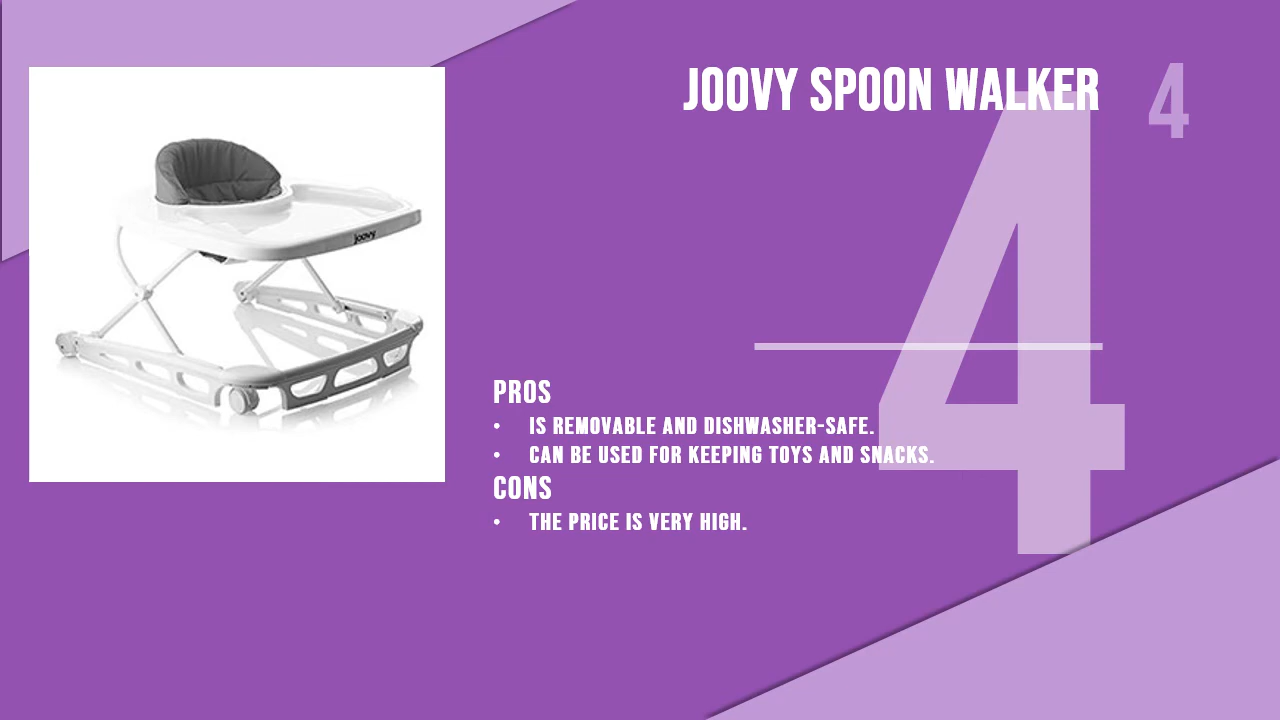 JOOVY SPOON WALKER
4
4
joovy
PROS
• IS REMOVABLE AND DISHWASHER-SAFE.
• CAN BE USED FOR KEEPING TOYS AND SNACKS.
CONS
• THE PRICE IS VERY HIGH.